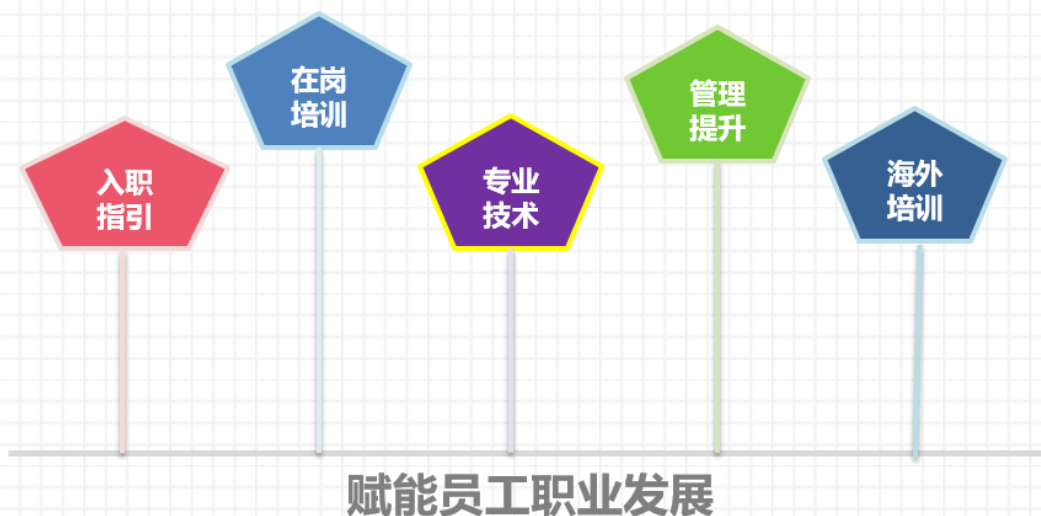 入职
指引
在岗
培训
专业
技术
管理
提升
海外
培训
赋能员工职业发展